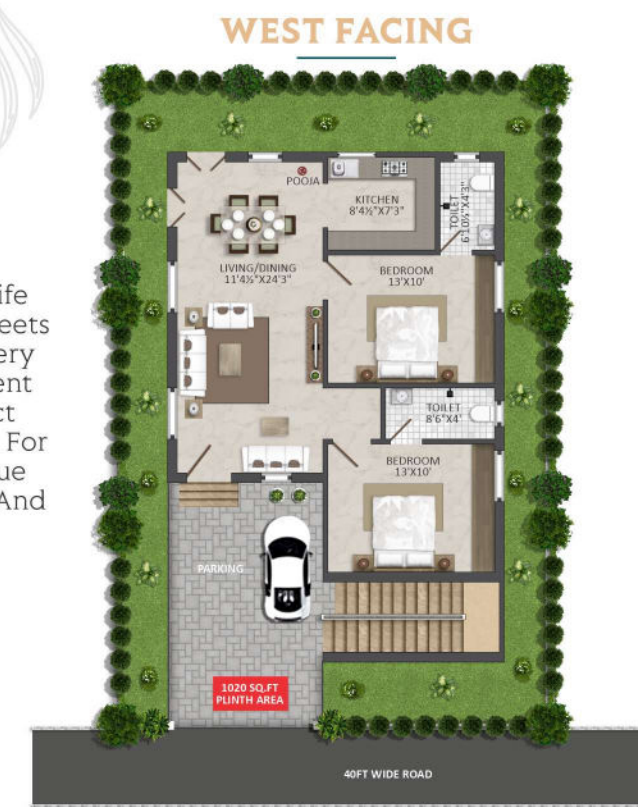 WEST FACING
POOJA
KITCHEN
8'4½"X7'3"
TOILET
6'10½"X4'3"
LIVING/DINING
11'4½"X24'3"
BEDROOM
13'X10'
ife
eets
ery
ent
ct
For
ue
And
TOILET
8'6"X4'
BEDROOM
13'X10'
PARKING
1020 SQ.FT
PLINTH AREA
40FT WIDE ROAD